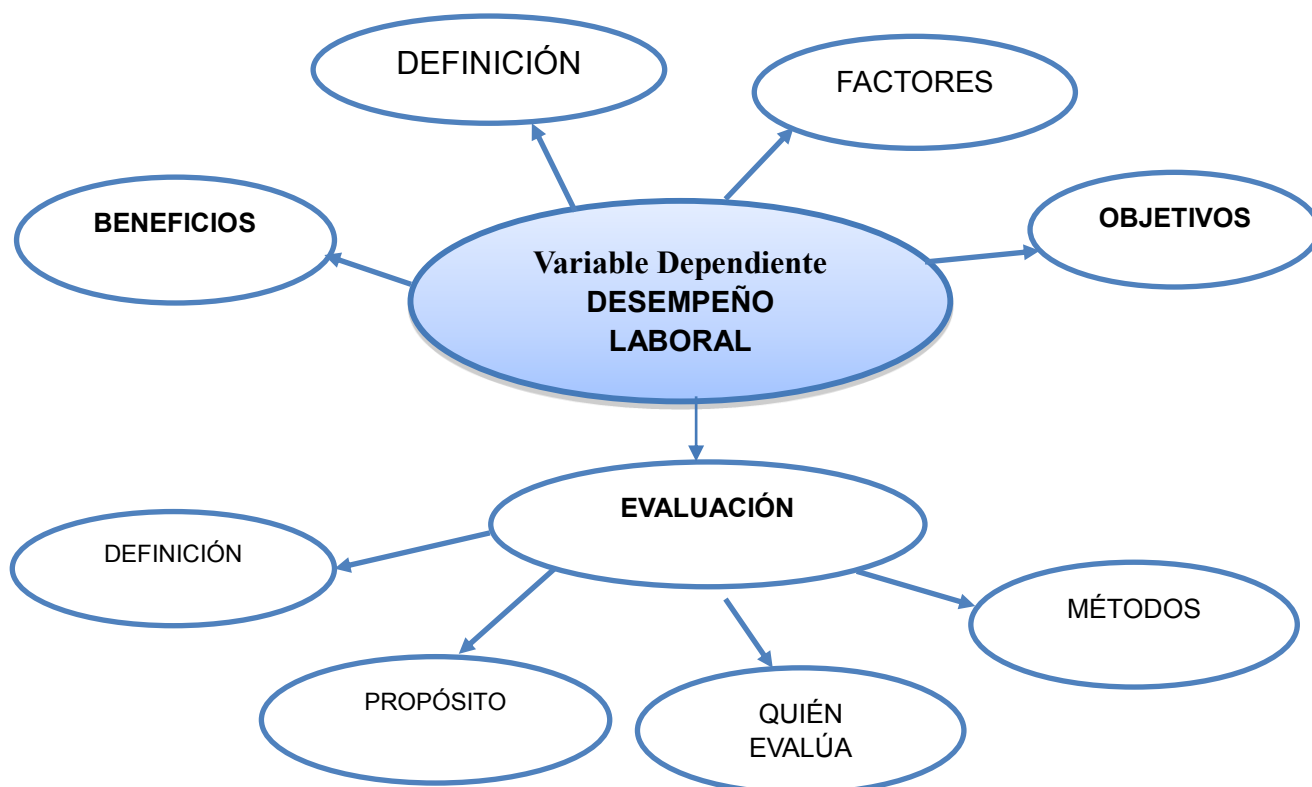 DEFINICIÓN
FACTORES
BENEFICIOS
OBJETIVOS
Variable Dependiente
DESEMPEÑO
LABORAL
EVALUACIÓN
DEFINICIÓN
MÉTODOS
PROPÓSITO
QUIÉN
EVALÚA